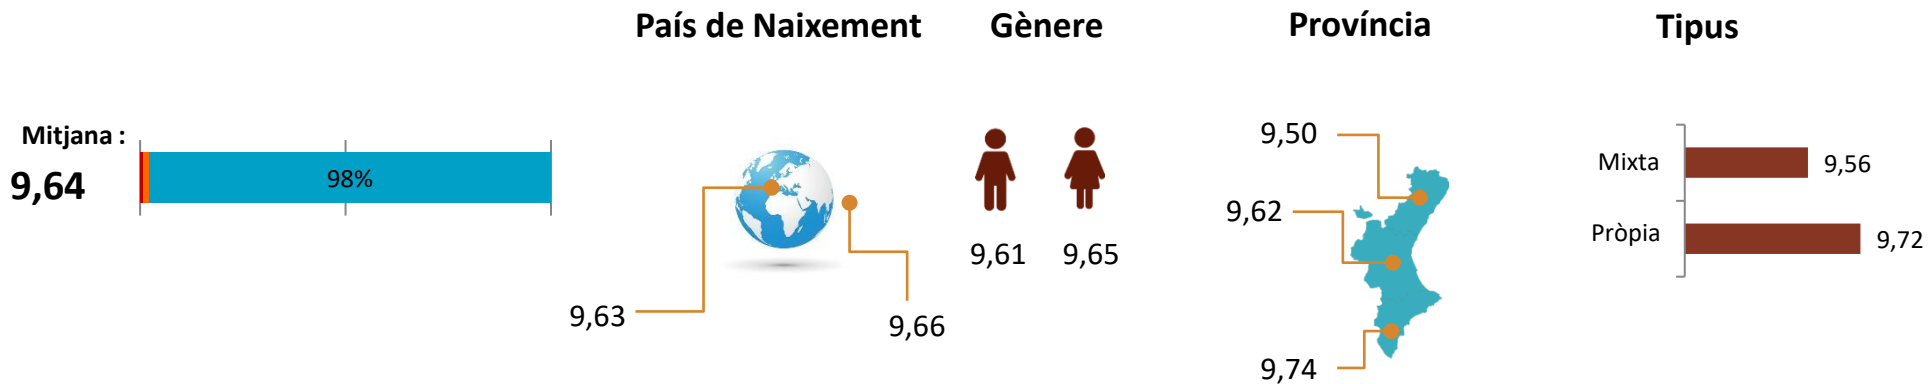 País de Naixement
Gènere
Província
Tipus
Mitjana :
9,64
98%
9,63
9,66
9,61
9,65
9,50
9,62
9,74
Mixta
9,56
Pròpia
9,72